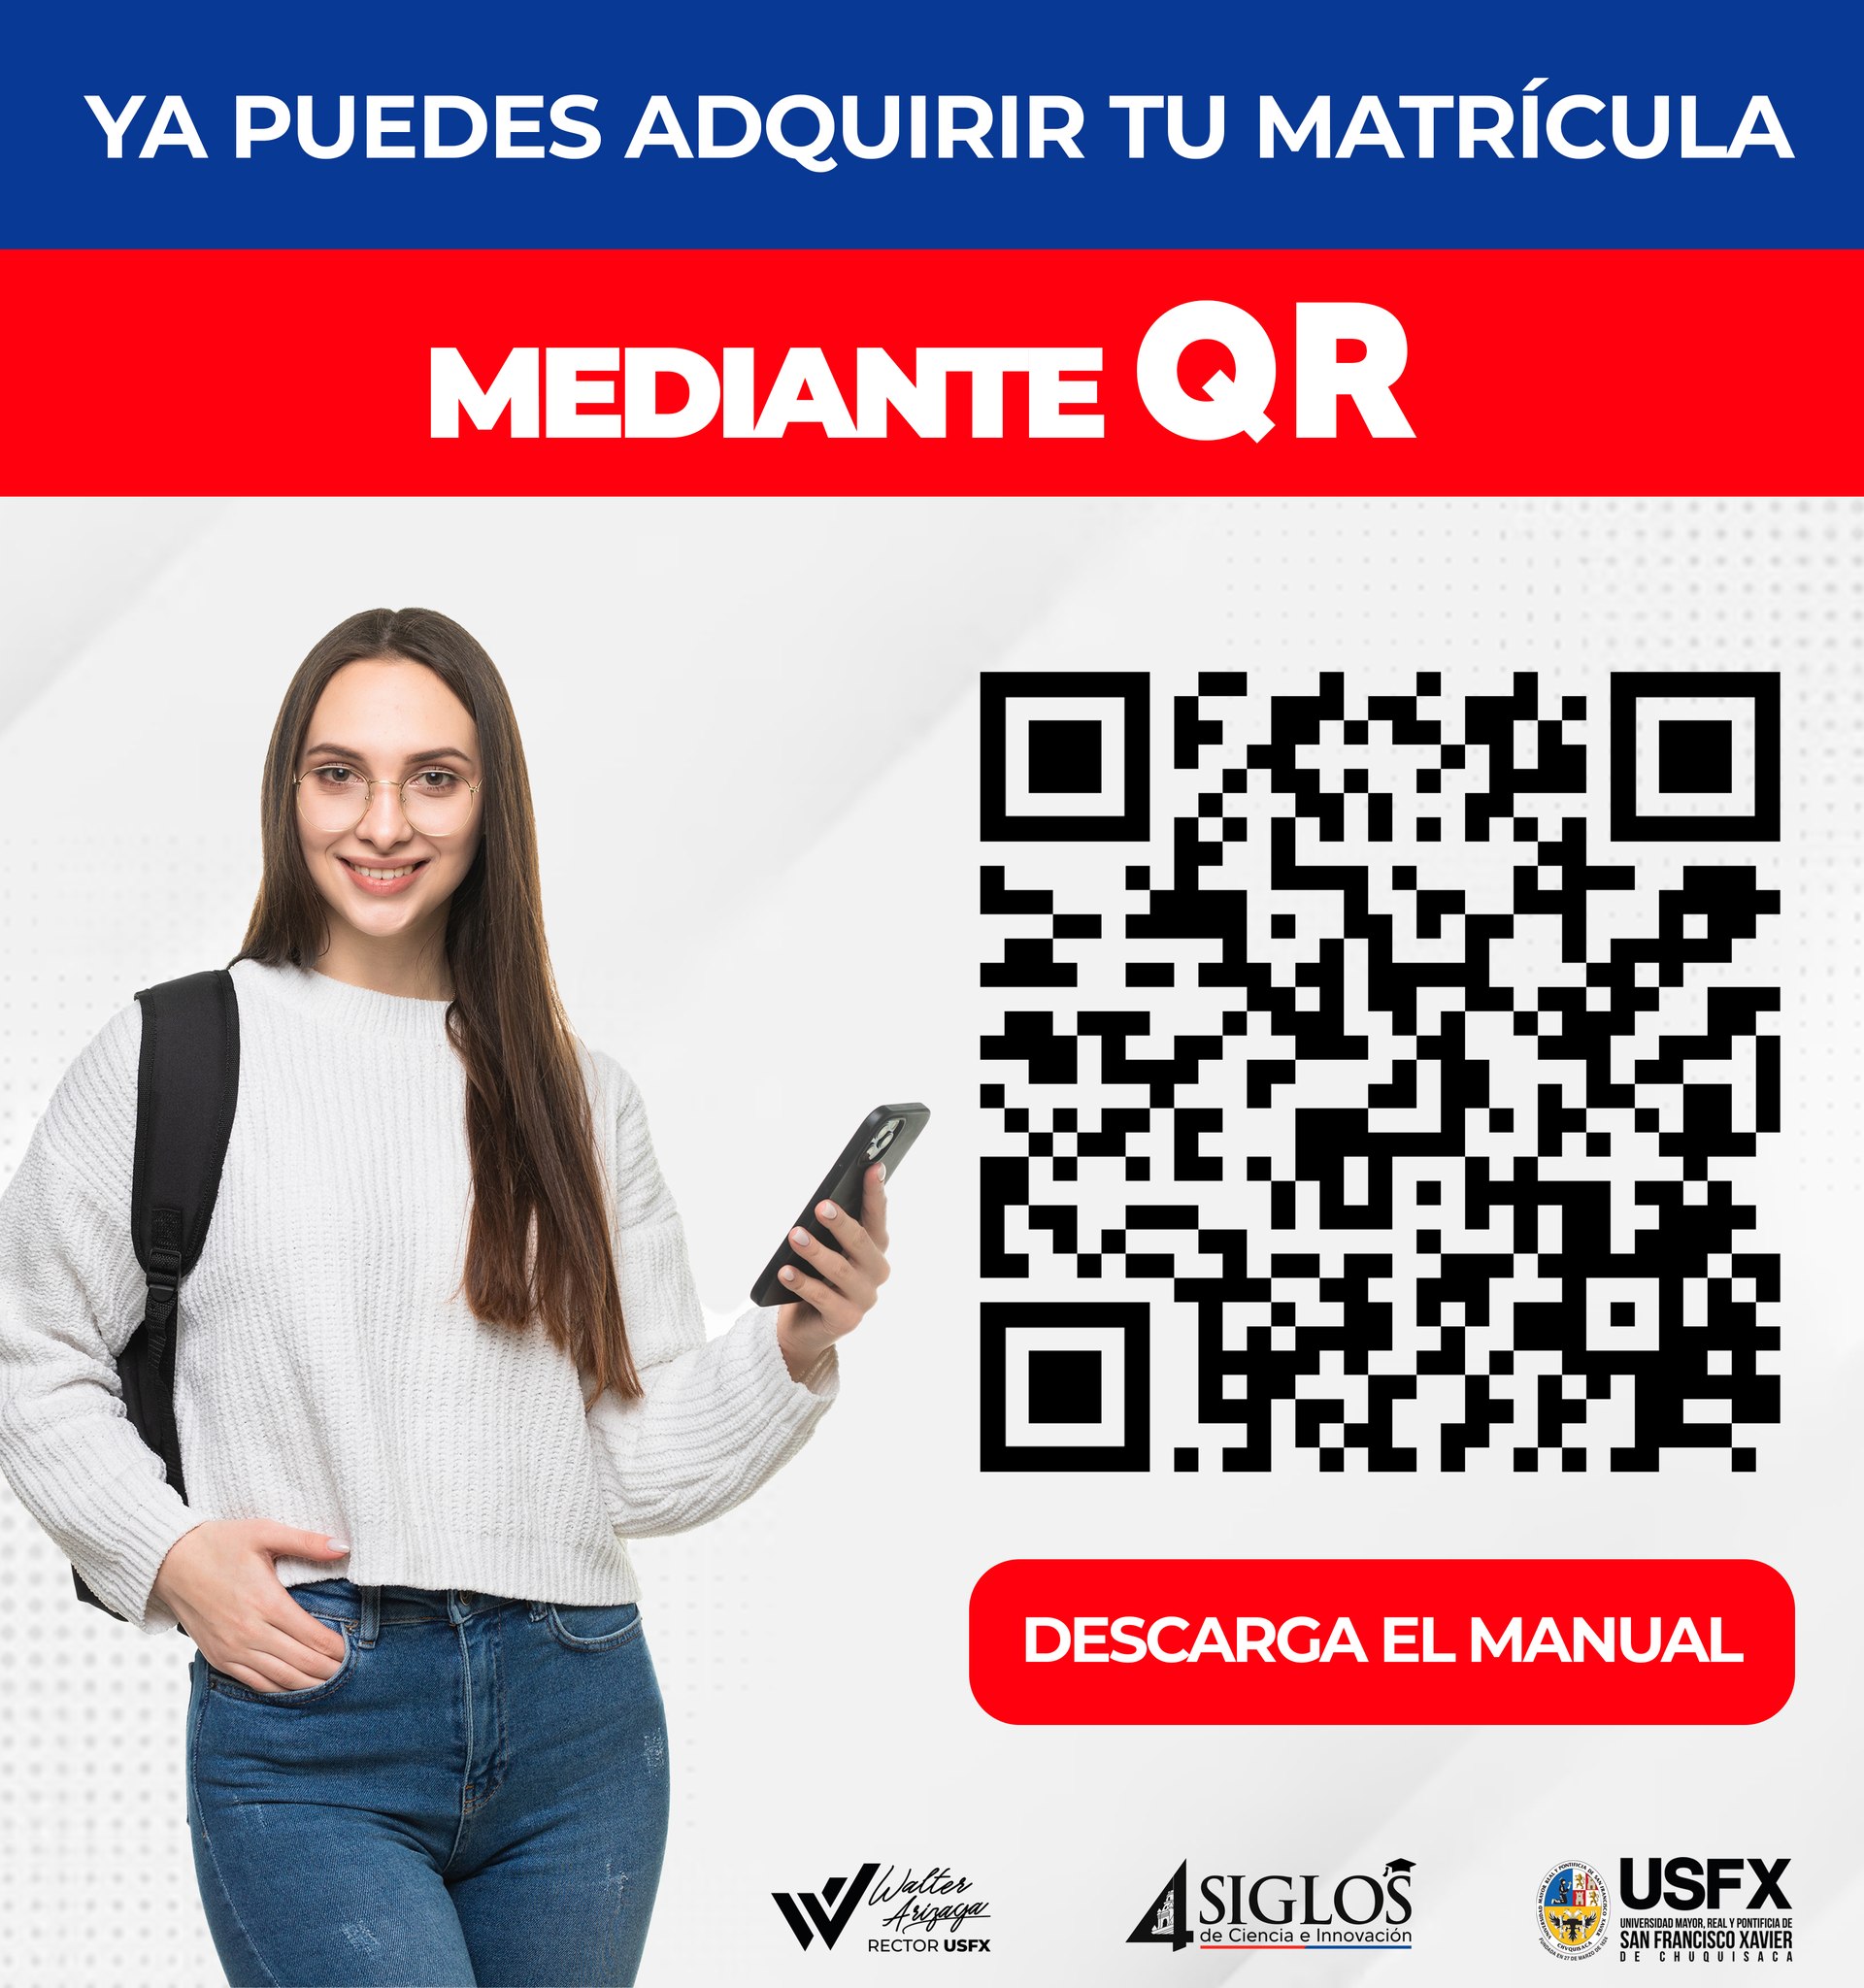 YA PUEDES ADQUIRIR TU MATRÍCULA
MEDIANTE QR
DESCARGA EL MANUAL
Walter
Arizaga
RECTOR USFX
4 SIGLOS
de Ciencia e Innovación
USFX
UNIVERSIDAD MAYOR, REAL Y PONTIFICIA DE
SAN FRANCISCO XAVIER
DE CHUQUISACA